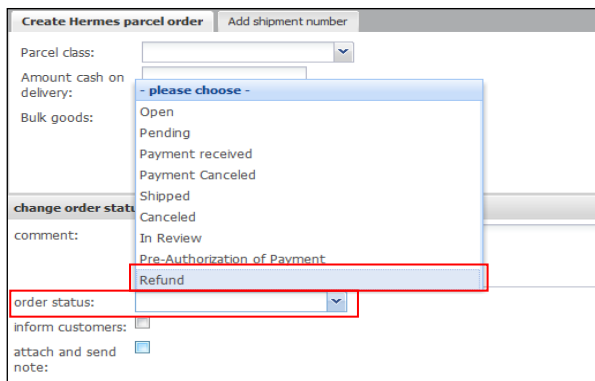 Create Hermes parcel order
Add shipment number
Parcel class:
Amount cash on
delivery:
Bulk goods:
- please choose -
Open
Pending
Payment received
Payment Canceled
Shipped
Canceled
In Review
Pre-Authorization of Payment
Refund
change order statu
comment:
order status:
inform customers:
attach and send
note: